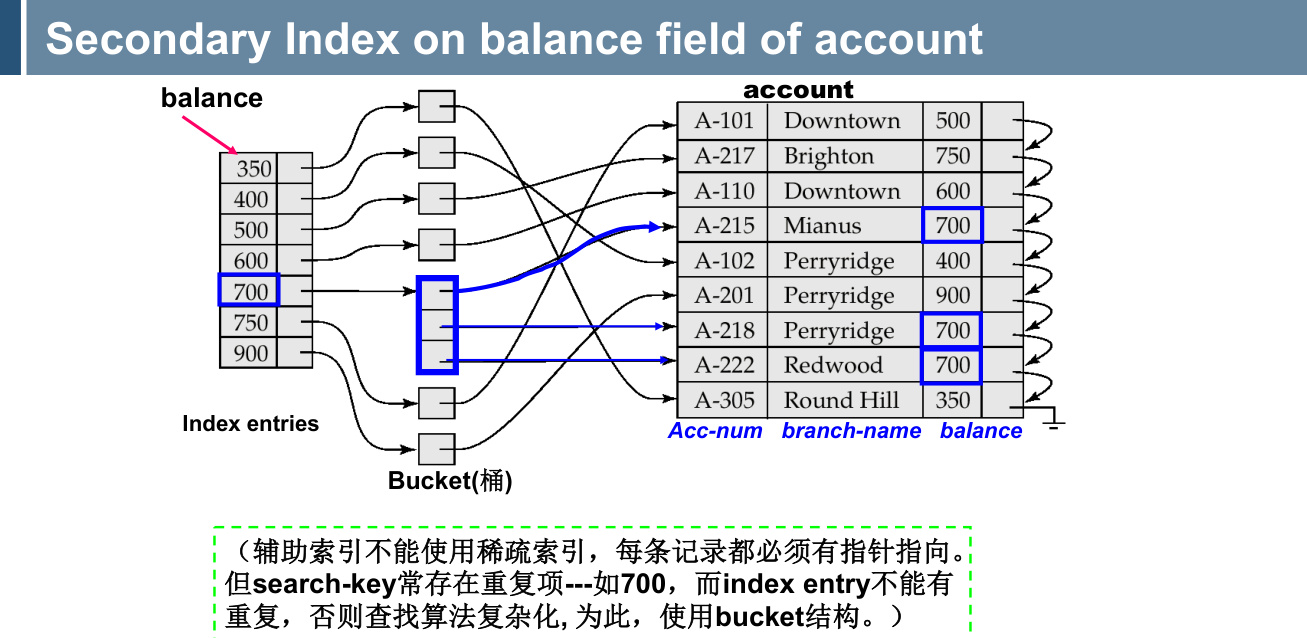 Secondary Index on balance field of account
balance
account
350
400
500
600
700
750
900
A-101 Downtown 500
A-217 Brighton 750
A-110 Downtown 600
A-215 Mianus 700
A-102 Perryridge 400
A-201 Perryridge 900
A-218 Perryridge 700
A-222 Redwood 700
A-305 Round Hill 350
Acc-num branch-name balance
Index entries
Bucket(桶)
（辅助索引不能使用稀疏索引，每条记录都必须有指针指向。
但search-key常存在重复项---如700，而index entry不能有
重复，否则查找算法复杂化, 为此，使用bucket结构。）